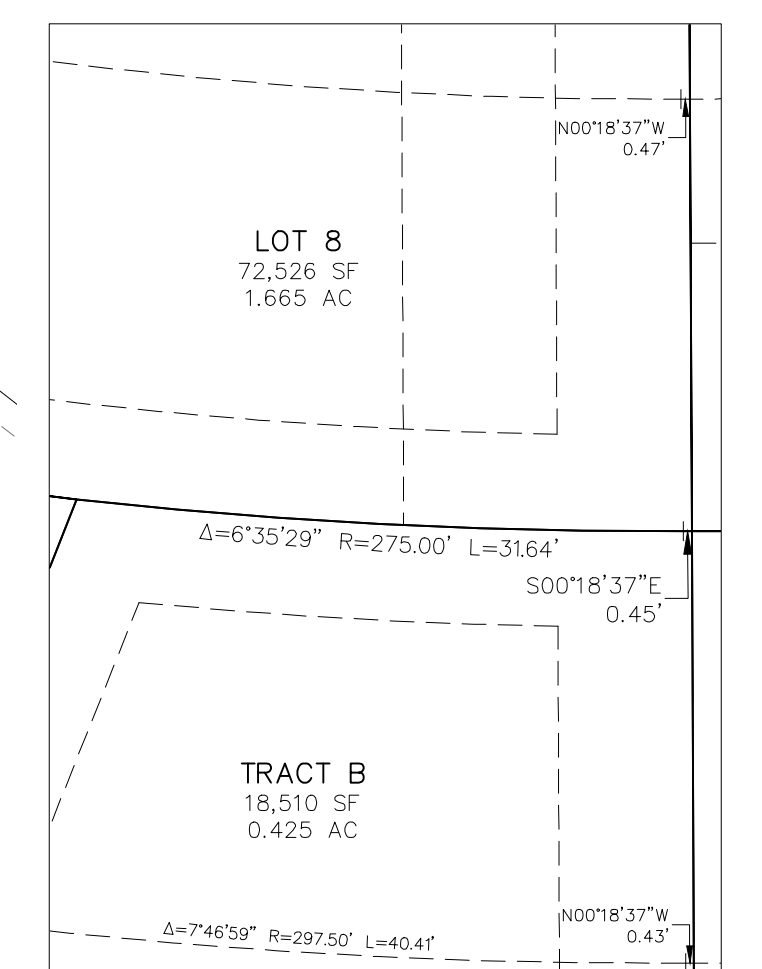 N00°18'37"W
0.47'
LOT 8
72,526 SF
1.665 AC
Δ=6°35'29" R=275.00' L=31.64'
S00°18'37"E
0.45'
TRACT B
18,510 SF
0.425 AC
N00°18'37"W
0.43'
Δ=7°46'59" R=297.50' L=40.41'